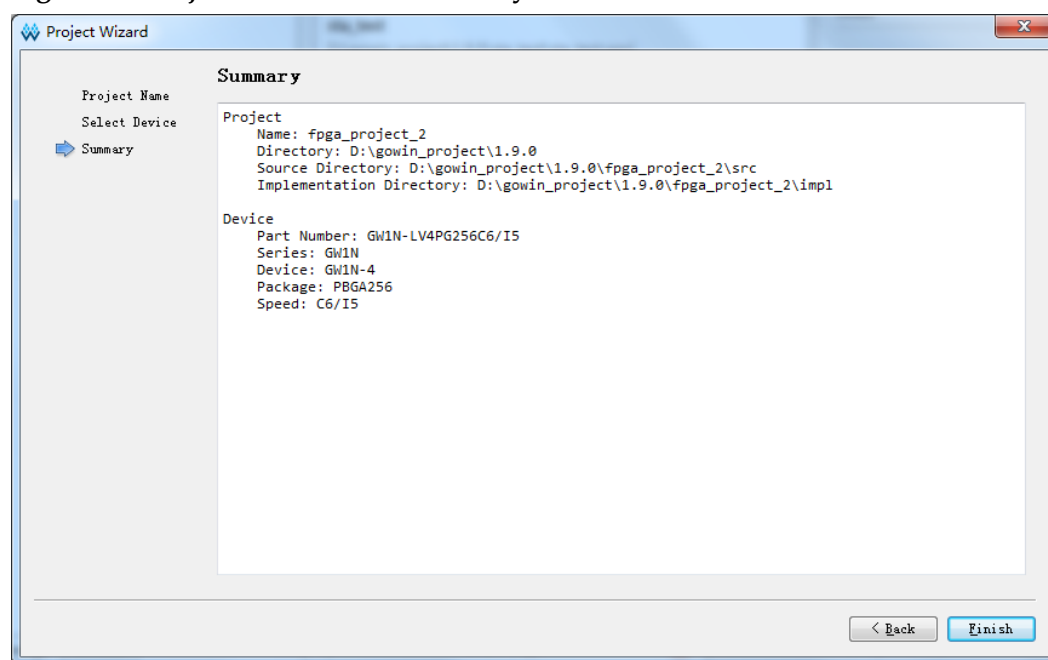 Project Wizard
Summary
Project Name
Select Device
Summary
Project
Name: fpga_project_2
Directory: D:\gowin_project\1.9.0
Source Directory: D:\gowin_project\1.9.0\fpga_project_2\src
Implementation Directory: D:\gowin_project\1.9.0\fpga_project_2\impl
Device
Part Number: GW1N-LV4PG256C6/I5
Series: GW1N
Device: GW1N-4
Package: PBGA256
Speed: C6/I5
< Back
Finish